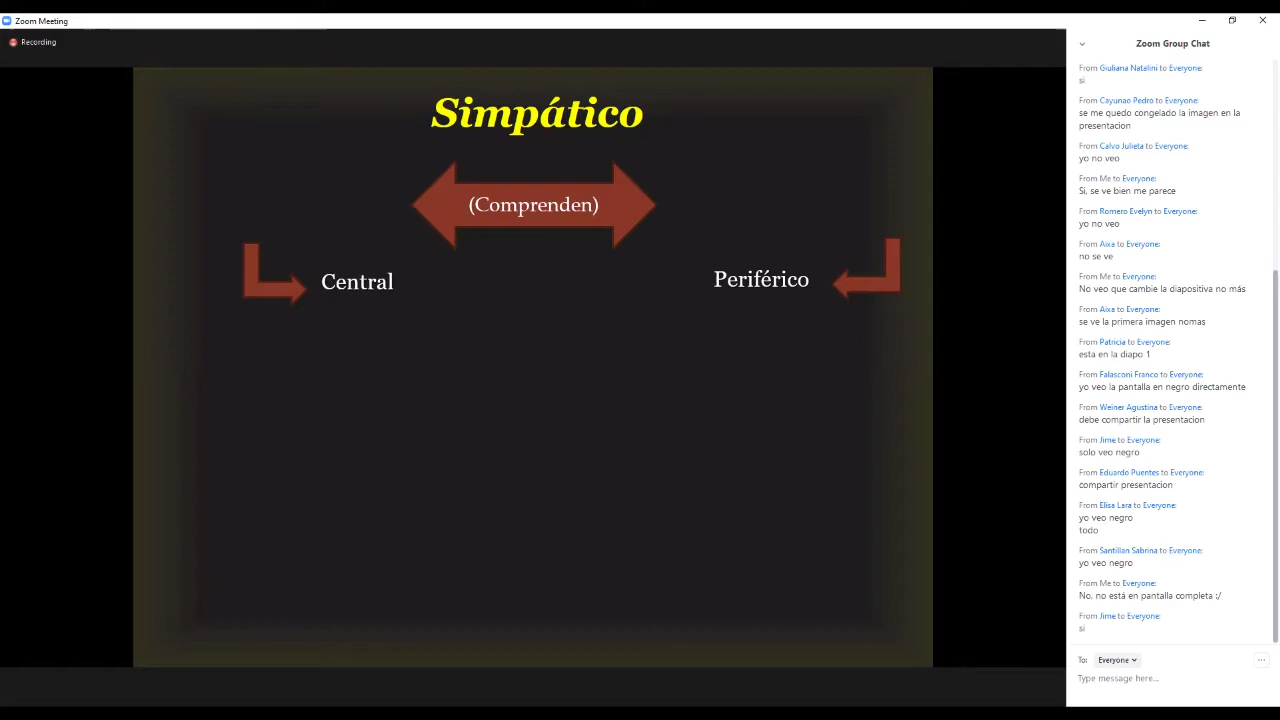 Zoom Meeting
Recording
Simpático
(Comprenden)
Central
Periférico
Zoom Group Chat
From Giuliana Natalini to Everyone:
si
From Cayunao Pedro to Everyone:
se me quedo congelado la imagen en la
presentacion
From Calvo Julieta to Everyone:
yo no veo
From Me to Everyone:
Si, se ve bien me parece
From Romero Evelyn to Everyone:
yo no veo
From Aixa to Everyone:
no se ve
From Me to Everyone:
No veo que cambie la diapositiva no más
From Aixa to Everyone:
se ve la primera imagen nomas
From Patricia to Everyone:
esta en la diapo 1
From Falasconi Franco to Everyone:
yo veo la pantalla en negro directamente
From Weiner Agustina to Everyone:
debe compartir la presentacion
From Jime to Everyone:
solo veo negro
From Eduardo Puentes to Everyone:
compartir presentacion
From Elisa Lara to Everyone:
yo veo negro
todo
From Santillan Sabrina to Everyone:
yo veo negro
From Me to Everyone:
No, no está en pantalla completa :/
From Jime to Everyone:
si
To: Everyone
Type message here...